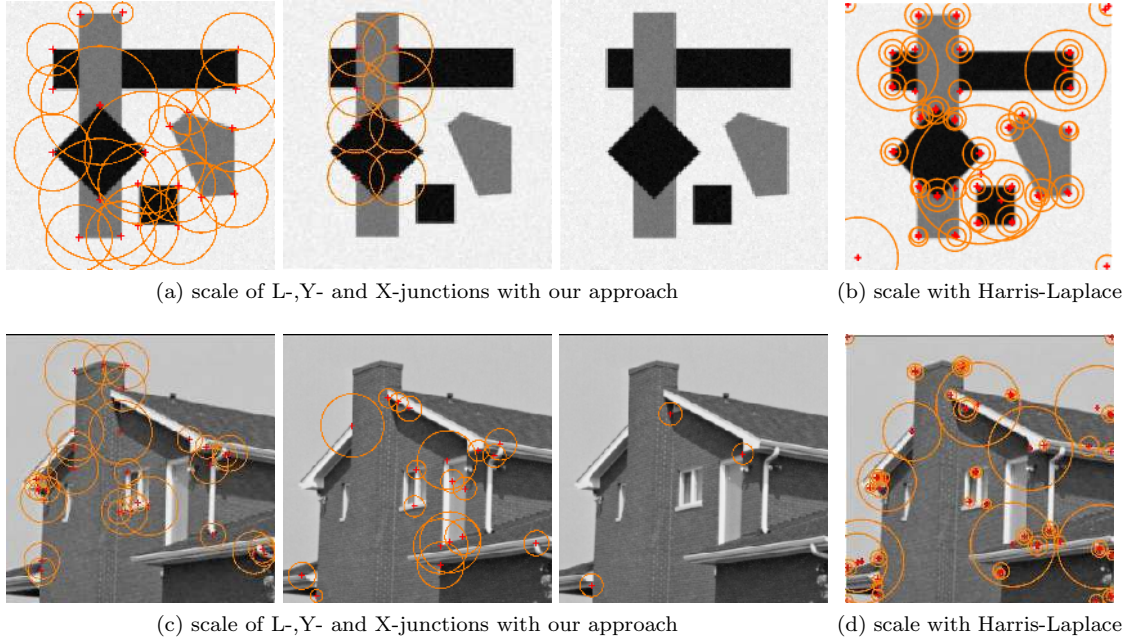 (a) scale of L-,Y- and X-junctions with our approach
(b) scale with Harris-Laplace
(c) scale of L-,Y- and X-junctions with our approach
(d) scale with Harris-Laplace